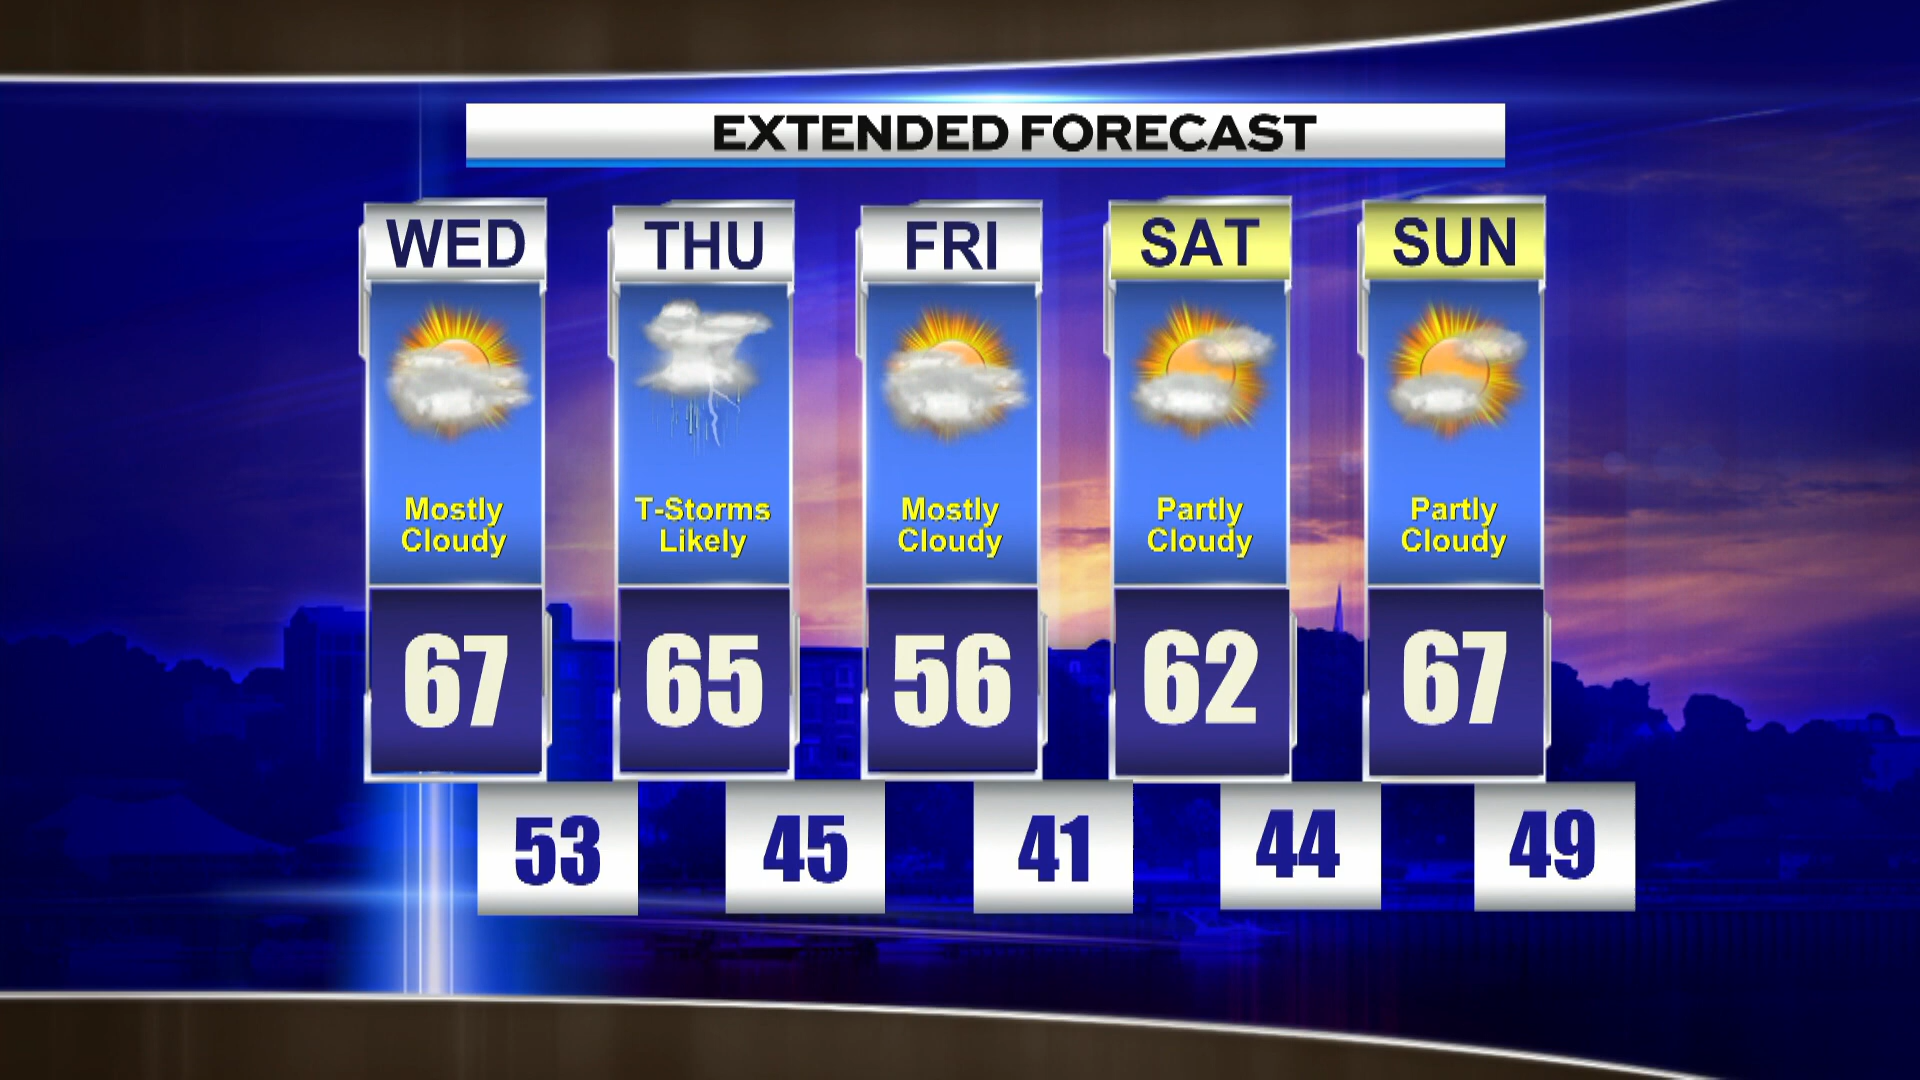 EXTENDED FORECAST
WED THU FRI SAT SUN
Mostly
Cloudy
T-Storms
Likely
Mostly
Cloudy
Partly
Cloudy
Partly
Cloudy
67 65 56 62 67
53 45 41 44 49